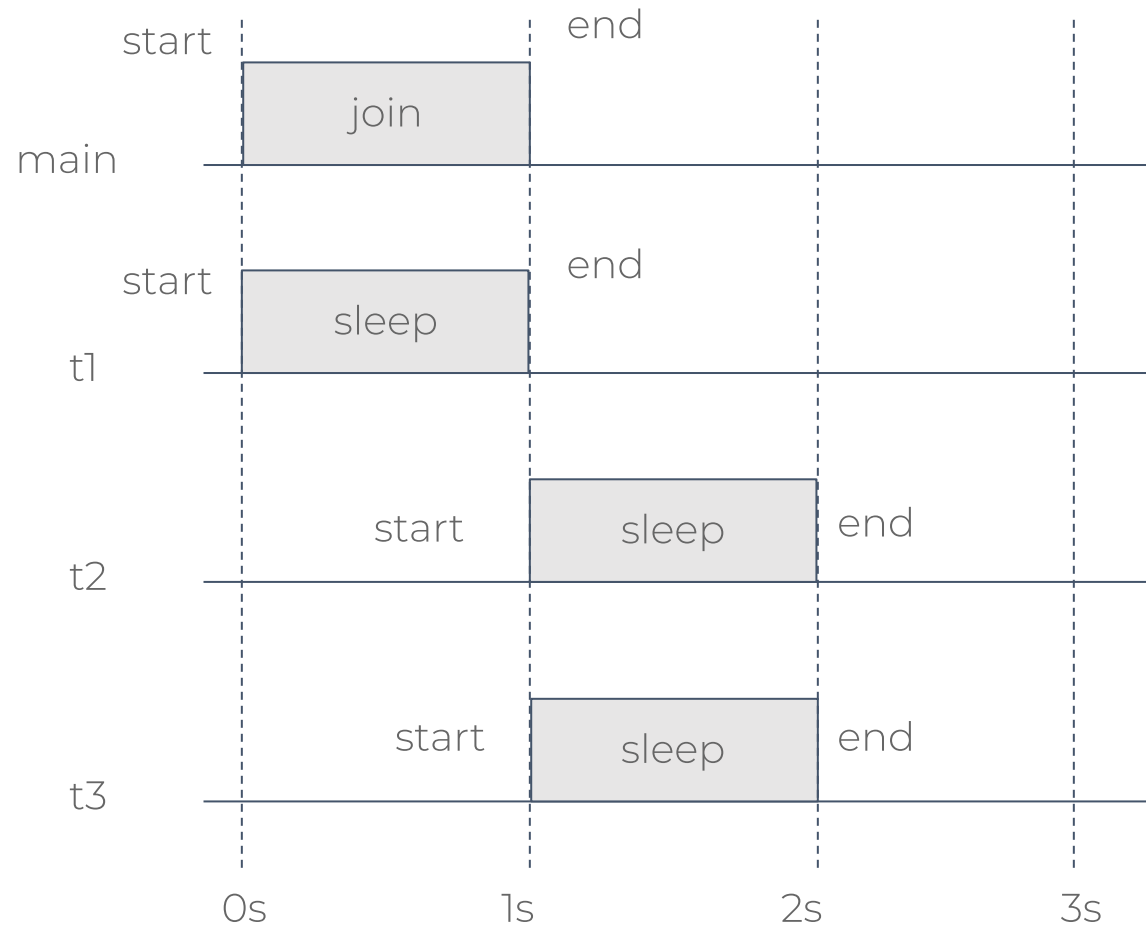 start
end
join
main
start
end
sleep
t1
start
sleep
end
t2
start
sleep
end
t3
0s
1s
2s
3s